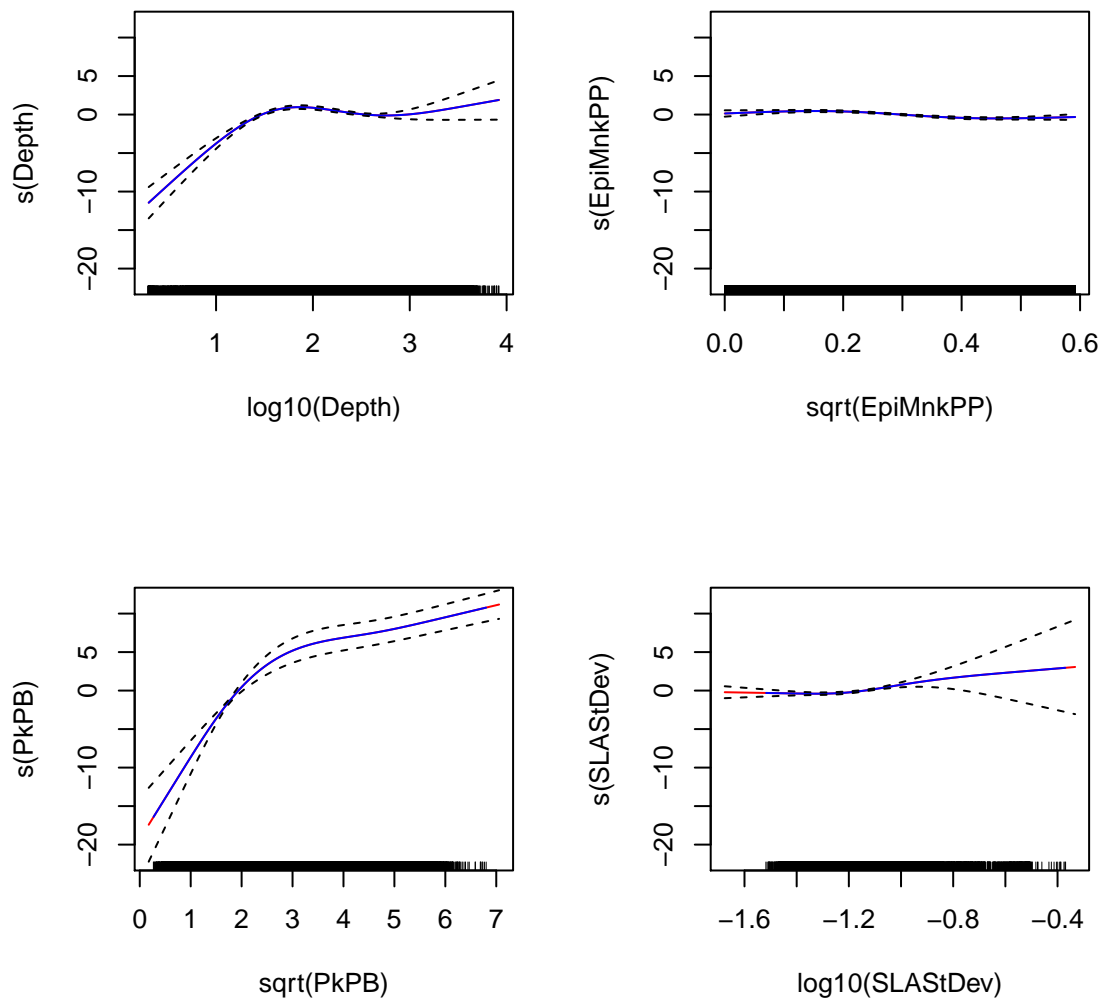 s(Depth)
5
0
−10
−20
1 2 3 4
log10(Depth)
s(EpiMnkPP)
5
0
−10
−20
0.0 0.2 0.4 0.6
sqrt(EpiMnkPP)
s(PkPB)
5
0
−10
−20
0 1 2 3 4 5 6 7
sqrt(PkPB)
s(SLAStDev)
5
0
−10
−20
−1.6 −1.2 −0.8 −0.4
log10(SLAStDev)